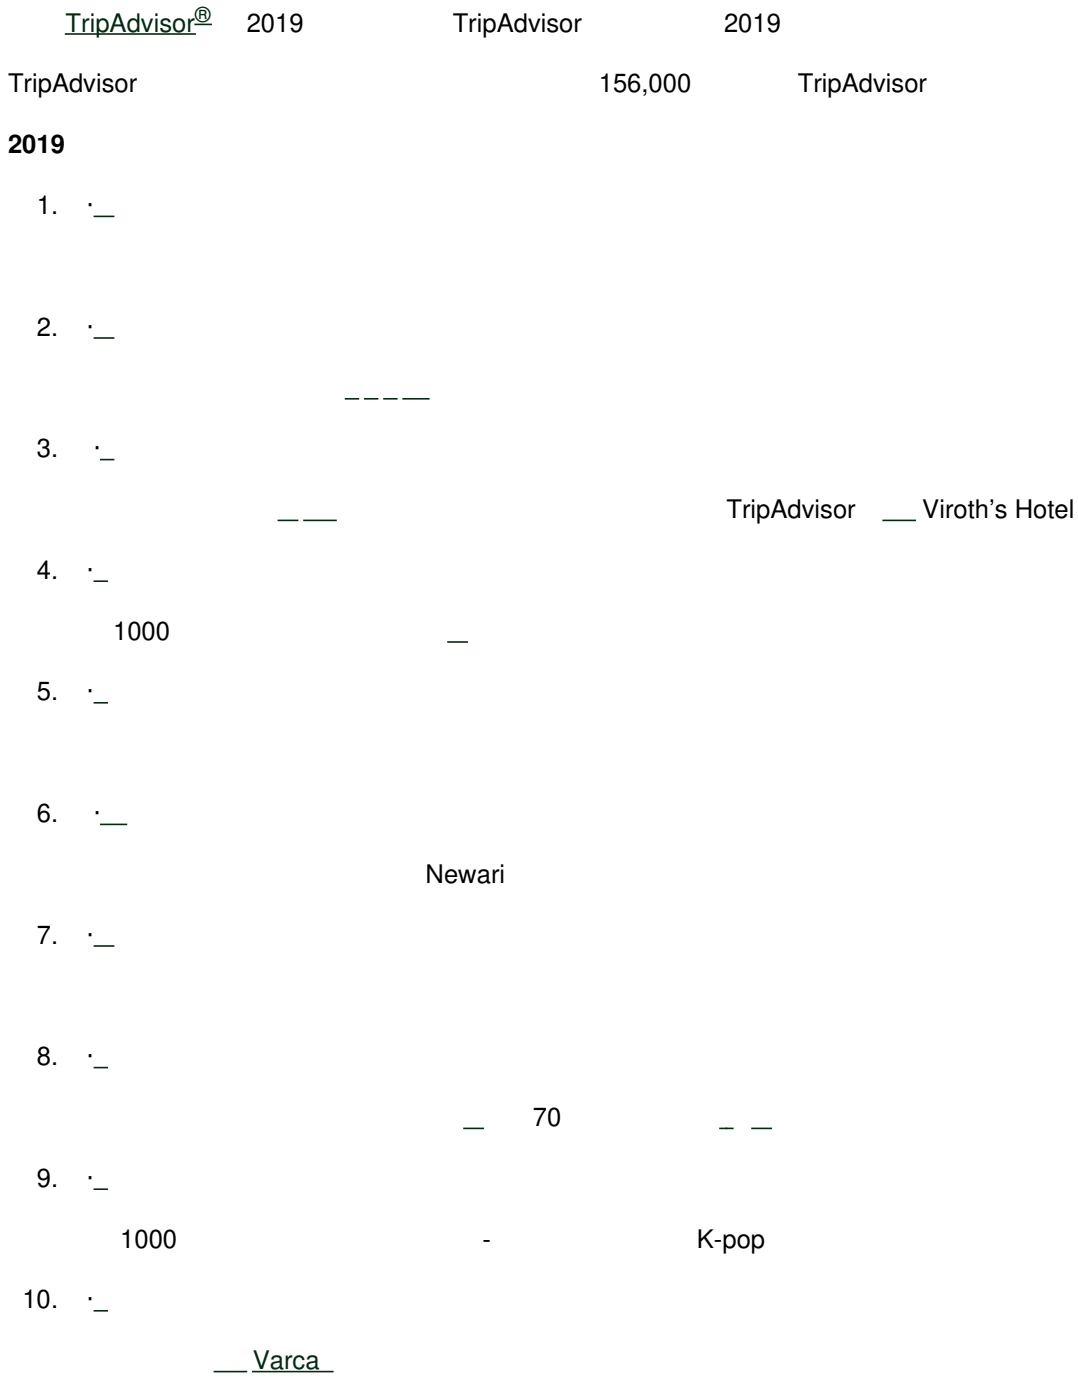 TripAdvisor® 2019 TripAdvisor 2019
TripAdvisor 156,000 TripAdvisor
2019
1. ·
2. ·
3. ·
TripAdvisor Viroth's Hotel
4. ·
1000
5. ·
6. ·
Newari
7. ·
8. ·
70
9. ·
1000 - K-pop
10. ·
Varca